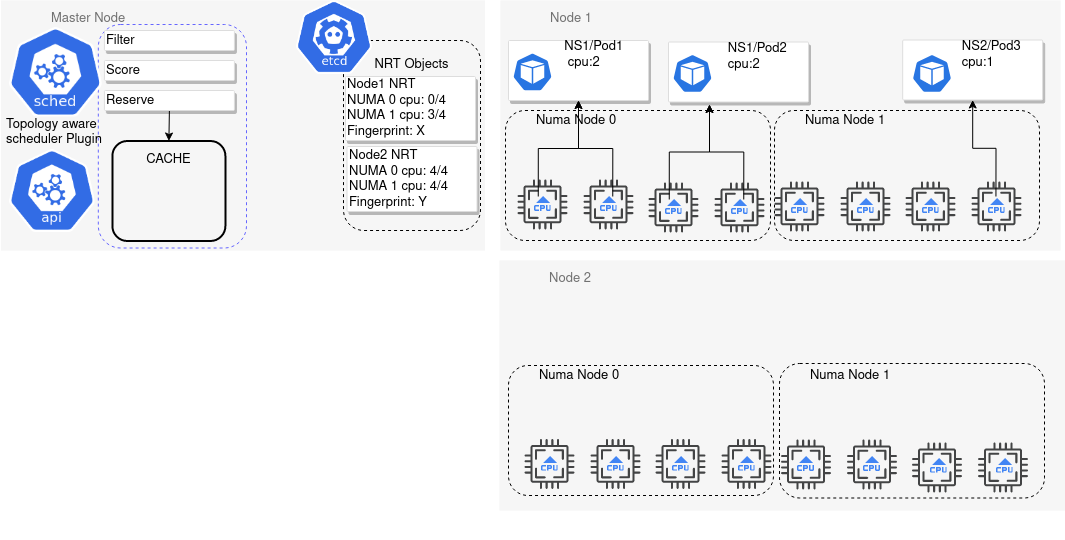 Master Node
Filter
Score
Reserve
sched
Topology aware
scheduler Plugin
api
CACHE
etcd
NRT Objects
Node1 NRT
NUMA 0 cpu: 0/4
NUMA 1 cpu: 3/4
Fingerprint: X
Node2 NRT
NUMA 0 cpu: 4/4
NUMA 1 cpu: 4/4
Fingerprint: Y
Node 1
NS1/Pod1
cpu:2
NS1/Pod2
cpu:2
NS2/Pod3
cpu:1
Numa Node 0
Numa Node 1
CPU
CPU
CPU
CPU
CPU
CPU
CPU
CPU
Node 2
Numa Node 0
Numa Node 1
CPU
CPU
CPU
CPU
CPU
CPU
CPU
CPU